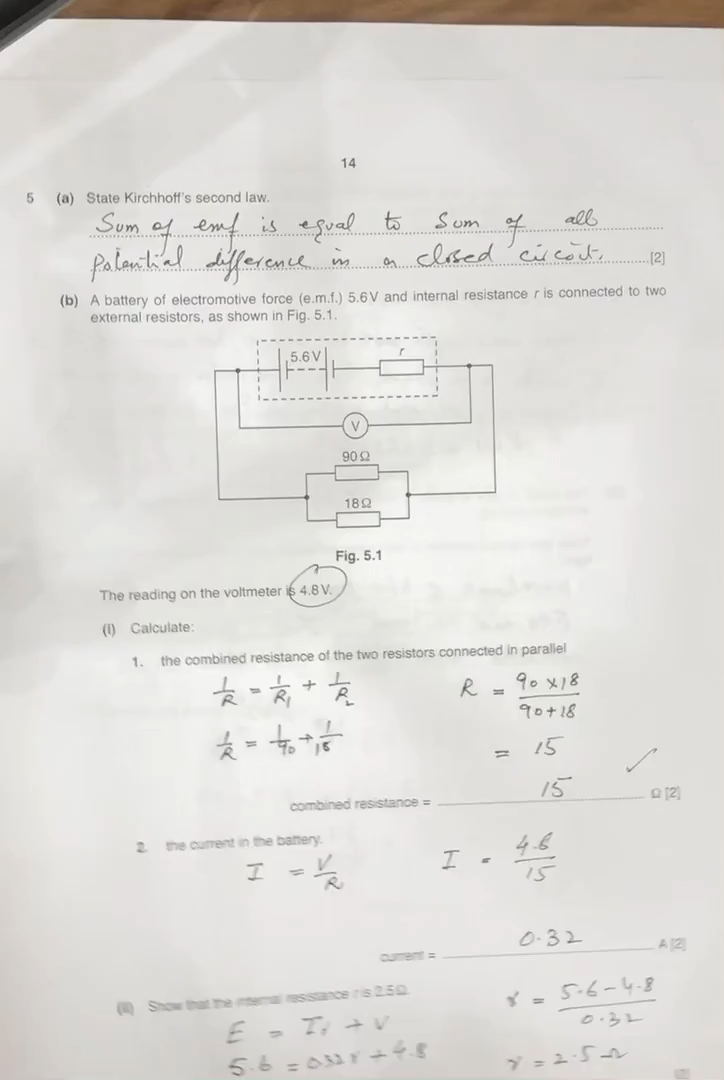 14
5 (a) State Kirchhoff's second law.
Sum of emf is equal to sum of all
Potential difference in a closed circuit. [2]
(b) A battery of electromotive force (e.m.f.) 5.6V and internal resistance r is connected to two
external resistors, as shown in Fig. 5.1.
5.6 V r
V
90Ω
18Ω
Fig. 5.1
The reading on the voltmeter is 4.8V.
(i) Calculate:
1. the combined resistance of the two resistors connected in parallel
1/R = 1/R₁ + 1/R₂ R = 90 × 18 / 90 + 18
1/R = 1/90 + 1/18 = 15
15
combined resistance = Ω [2]
2. the current in the battery.
I = V/R I = 4.8/15
0.32
current = A [2]
(ii) Show that the internal resistance r is 2.5Ω.
r = 5.6 - 4.8 / 0.32
E = Ir + V
5.6 = 0.32r + 4.8 r = 2.5 Ω